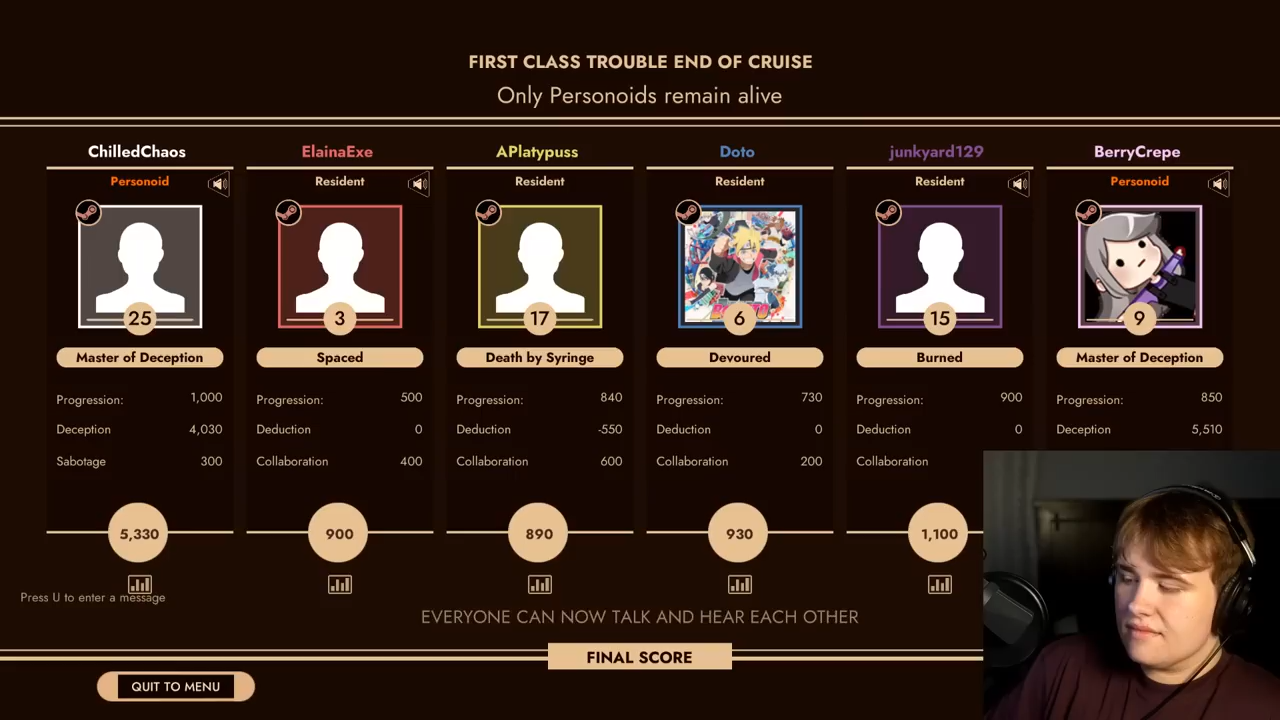 FIRST CLASS TROUBLE END OF CRUISE
Only Personoids remain alive
ChilledChaos
ElainaExe
APlatypuss
Doto
junkyard129
BerryCrepe
Personoid
Resident
Resident
Resident
Resident
Personoid
25
3
17
6
15
9
Master of Deception
Spaced
Death by Syringe
Devoured
Burned
Master of Deception
Progression: 1,000
Progression: 500
Progression: 840
Progression: 730
Progression: 900
Progression: 850
Deception 4,030
Deduction 0
Deduction -550
Deduction 0
Deduction 0
Deception 5,510
Sabotage 300
Collaboration 400
Collaboration 600
Collaboration 200
Collaboration
5,330
900
890
930
1,100
Press U to enter a message
EVERYONE CAN NOW TALK AND HEAR EACH OTHER
FINAL SCORE
QUIT TO MENU